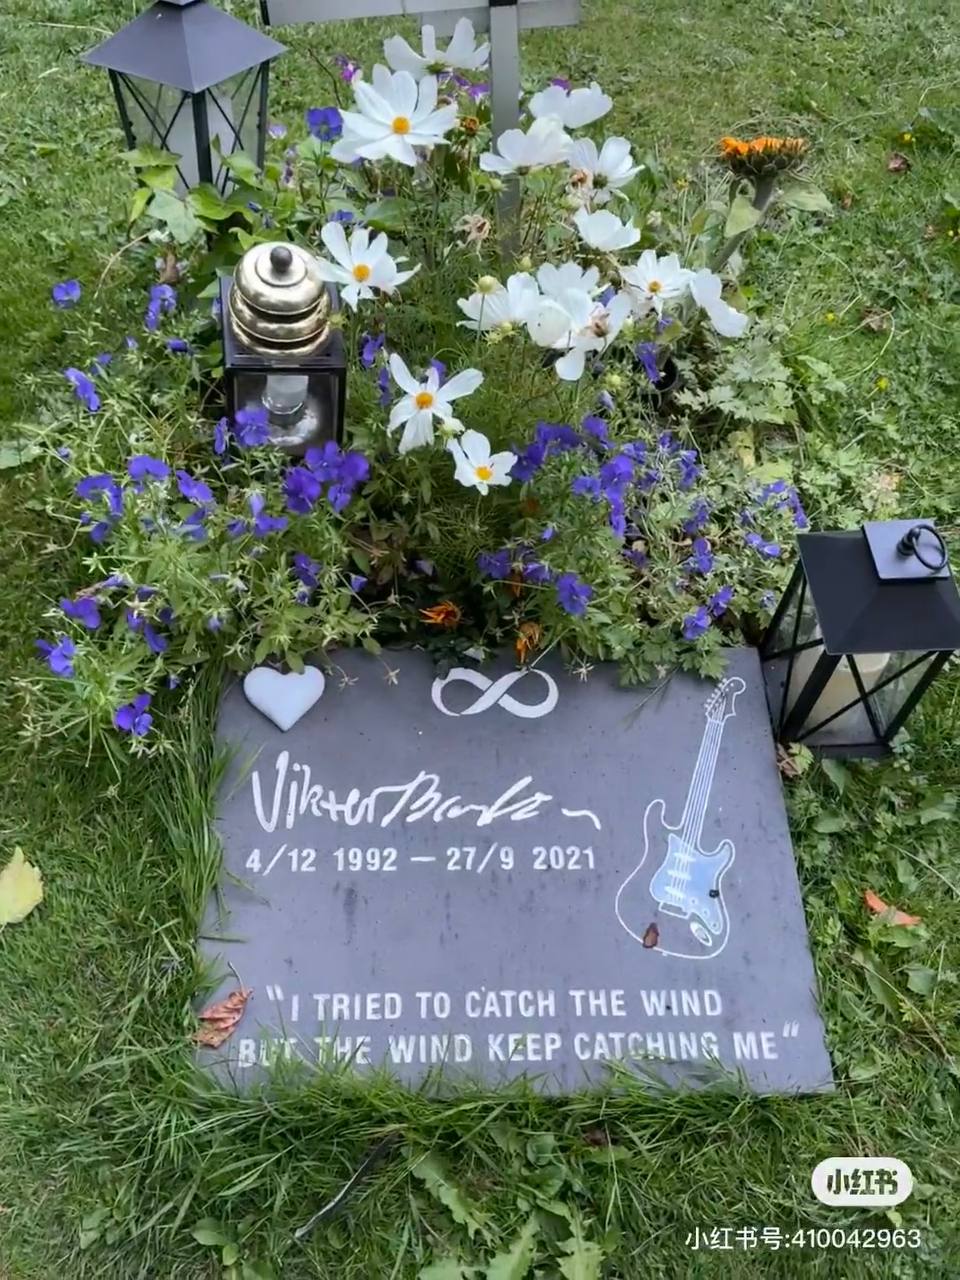 Viktor
4/12 1992 – 27/9 2021
"I TRIED TO CATCH THE WIND
BUT THE WIND KEEP CATCHING ME"
小红书
小红书号:410042963